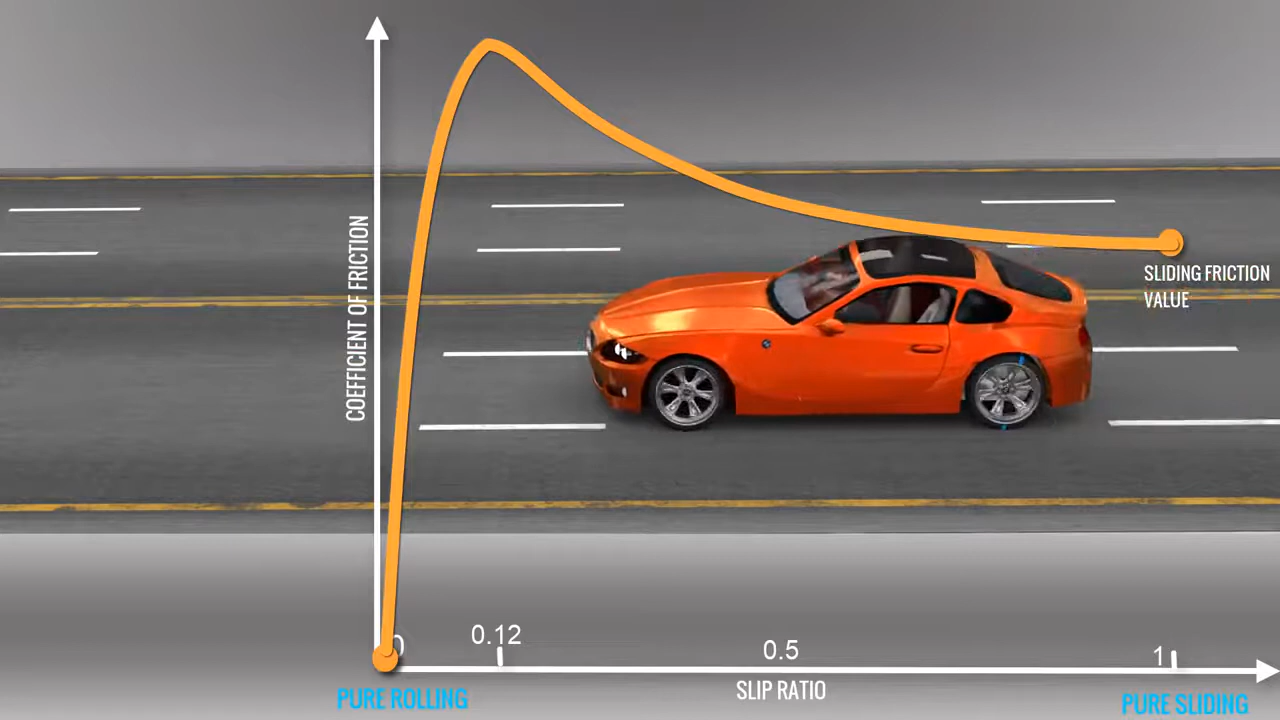 COEFFICIENT OF FRICTION
SLIDING FRICTION
VALUE
0
0.12
0.5
1
SLIP RATIO
PURE ROLLING
PURE SLIDING